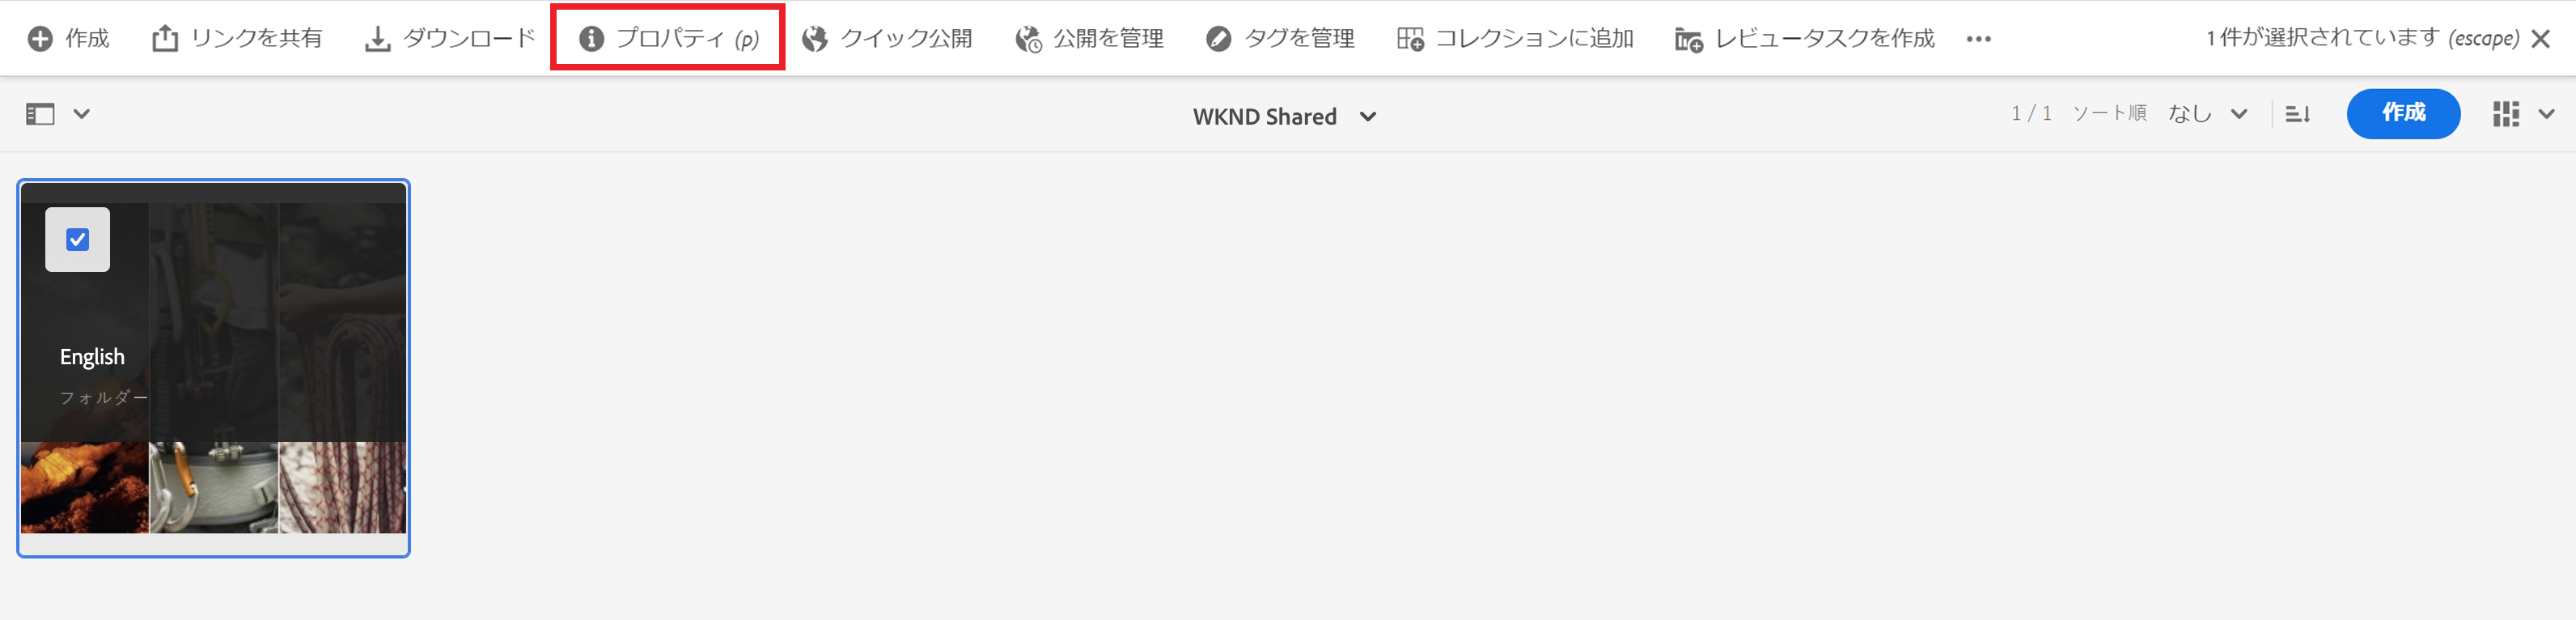 作成 リンクを共有 ダウンロード プロパティ (p) クイック公開 公開を管理 タグを管理 コレクションに追加 レビュータスクを作成 ••• 1 件が選択されています (escape)
WKND Shared 1 / 1 ソート順 なし 作成
English
フォルダー